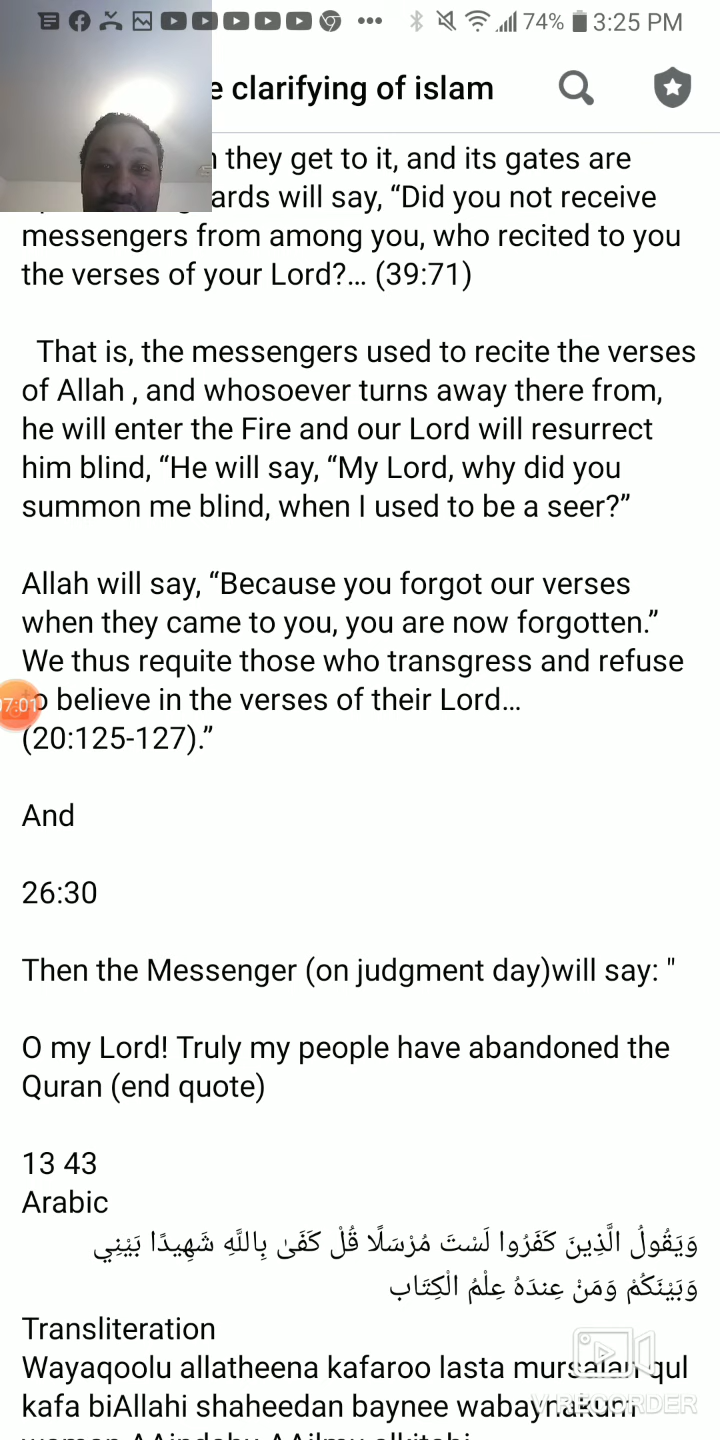 74% 3:25 PM
e clarifying of islam
they get to it, and its gates are
ards will say, “Did you not receive
messengers from among you, who recited to you
the verses of your Lord?... (39:71)
That is, the messengers used to recite the verses
of Allah , and whosoever turns away there from,
he will enter the Fire and our Lord will resurrect
him blind, “He will say, “My Lord, why did you
summon me blind, when I used to be a seer?”
Allah will say, “Because you forgot our verses
when they came to you, you are now forgotten.”
We thus requite those who transgress and refuse
07:01 believe in the verses of their Lord...
(20:125-127).”
And
26:30
Then the Messenger (on judgment day)will say: "
O my Lord! Truly my people have abandoned the
Quran (end quote)
13 43
Arabic
وَيَقُولُ الَّذِينَ كَفَرُوا لَسْتَ مُرْسَلًا قُلْ كَفَىٰ بِاللَّهِ شَهِيدًا بَيْنِي
وَبَيْنَكُمْ وَمَنْ عِندَهُ عِلْمُ الْكِتَابِ
Transliteration
Wayaqoolu allatheena kafaroo lasta mursalan qul
kafa biAllahi shaheedan baynee wabaynakum
V RECORDER